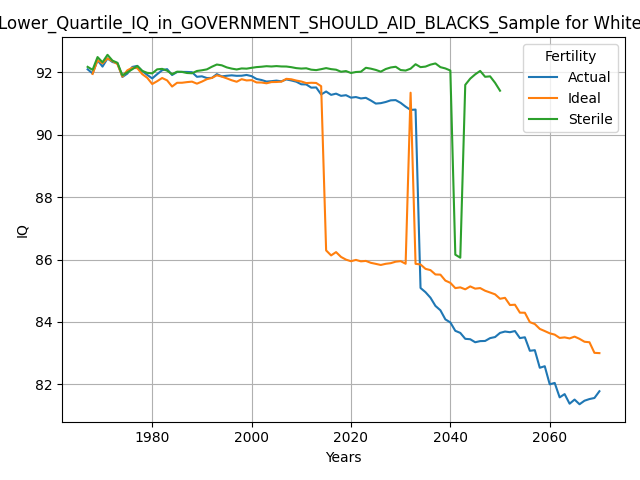 Lower_Quartile_IQ_in_GOVERNMENT_SHOULD_AID_BLACKS_Sample for White
Fertility
Actual
Ideal
Sterile
IQ
92
90
88
86
84
82
1980
2000
2020
2040
2060
Years